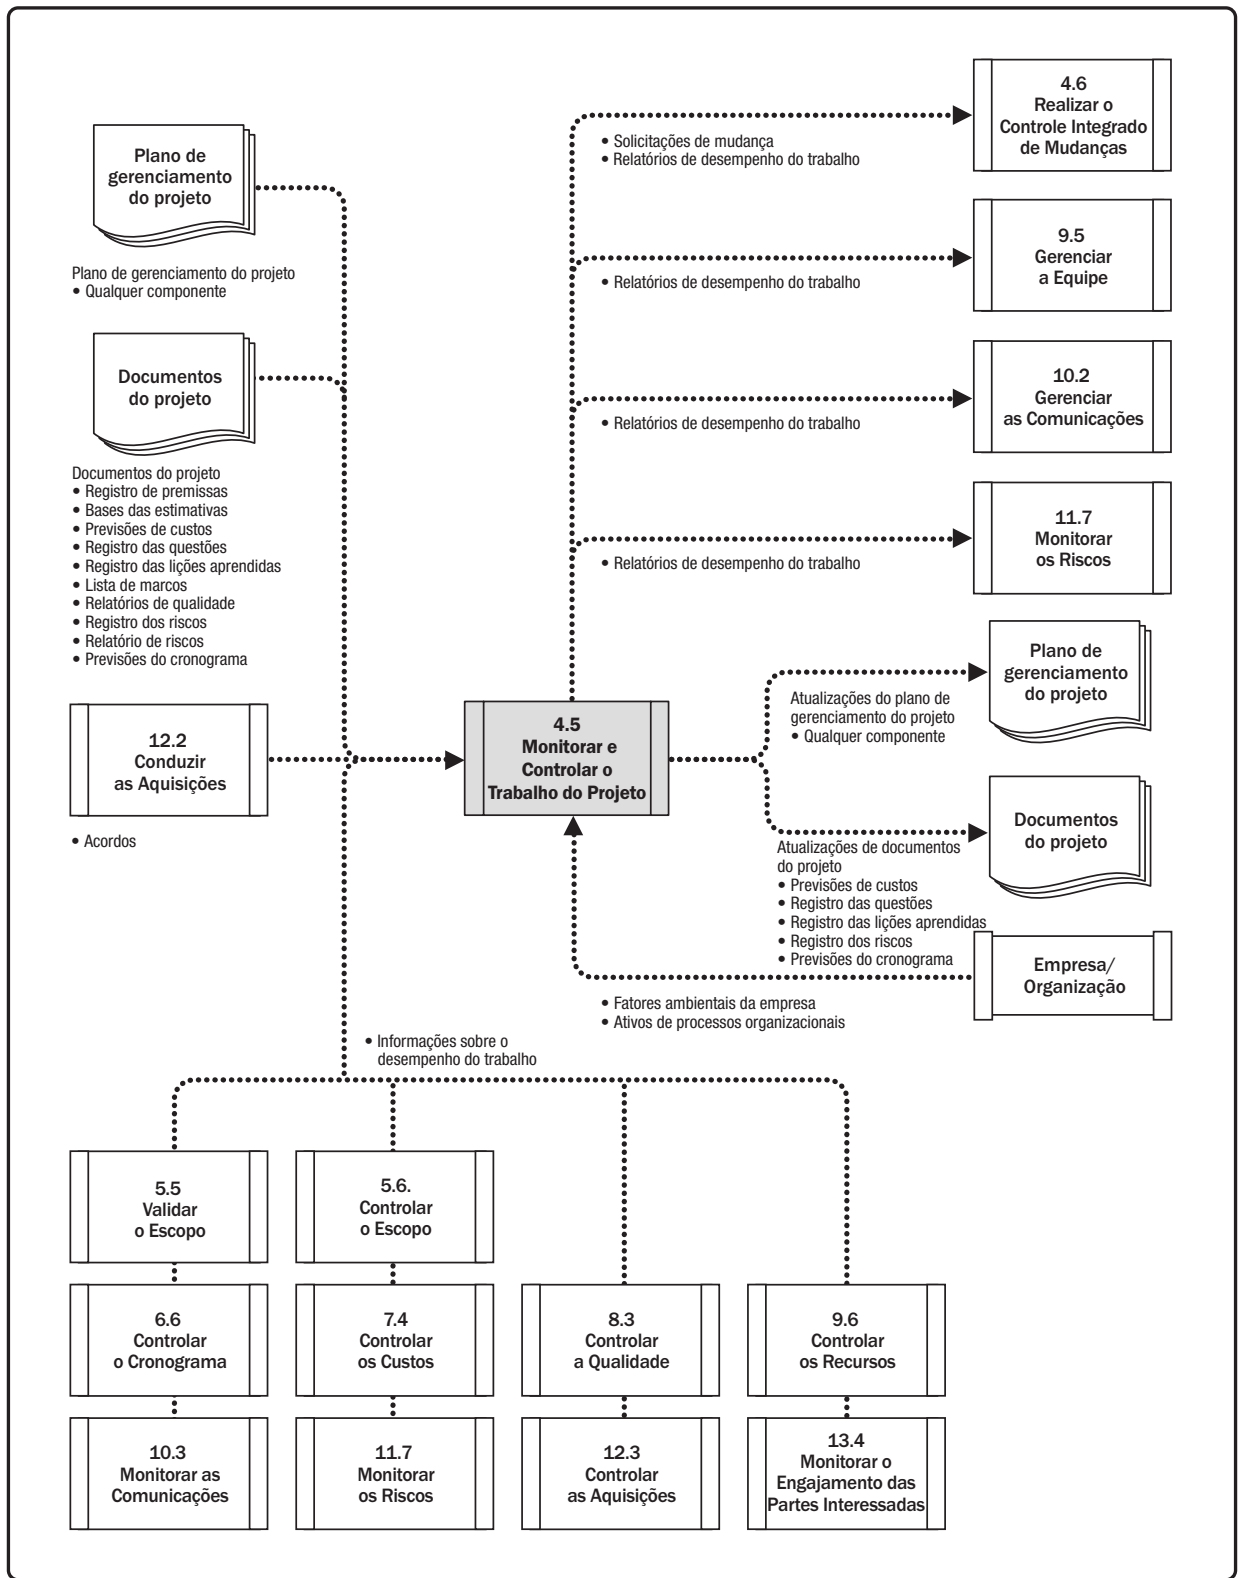 Plano de
gerenciamento
do projeto
Plano de gerenciamento do projeto
• Qualquer componente
Documentos
do projeto
Documentos do projeto
• Registro de premissas
• Bases das estimativas
• Previsões de custos
• Registro das questões
• Registro das lições aprendidas
• Lista de marcos
• Relatórios de qualidade
• Registro dos riscos
• Relatório de riscos
• Previsões do cronograma
12.2
Conduzir
as Aquisições
• Acordos
4.6
Realizar o
Controle Integrado
de Mudanças
• Solicitações de mudança
• Relatórios de desempenho do trabalho
9.5
Gerenciar
a Equipe
• Relatórios de desempenho do trabalho
10.2
Gerenciar
as Comunicações
• Relatórios de desempenho do trabalho
11.7
Monitorar
os Riscos
• Relatórios de desempenho do trabalho
4.5
Monitorar e
Controlar o
Trabalho do Projeto
Plano de
gerenciamento
do projeto
Atualizações do plano de
gerenciamento do projeto
• Qualquer componente
Documentos
do projeto
Atualizações de documentos
do projeto
• Previsões de custos
• Registro das questões
• Registro das lições aprendidas
• Registro dos riscos
• Previsões do cronograma
Empresa/
Organização
• Fatores ambientais da empresa
• Ativos de processos organizacionais
• Informações sobre o
desempenho do trabalho
5.5
Validar
o Escopo
5.6.
Controlar
o Escopo
6.6
Controlar
o Cronograma
7.4
Controlar
os Custos
8.3
Controlar
a Qualidade
9.6
Controlar
os Recursos
10.3
Monitorar as
Comunicações
11.7
Monitorar
os Riscos
12.3
Controlar
as Aquisições
13.4
Monitorar o
Engajamento das
Partes Interessadas